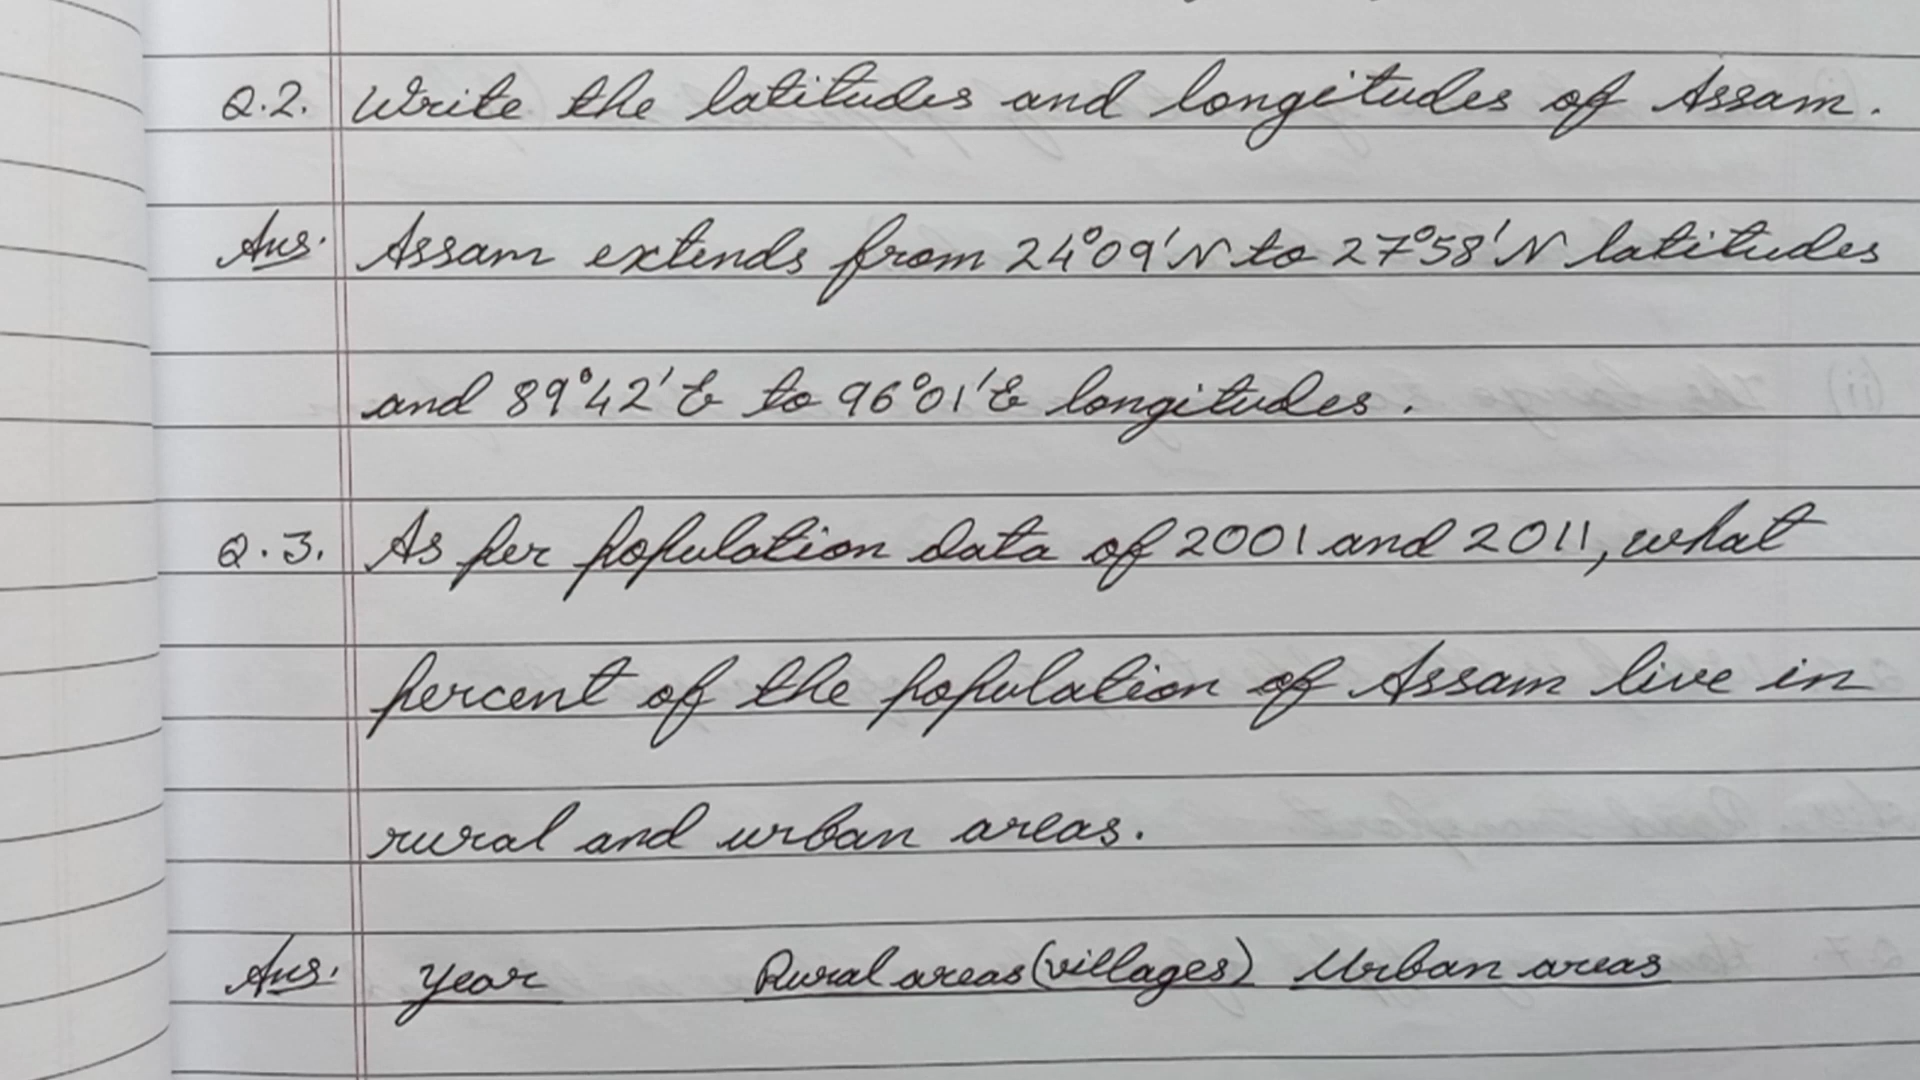 Q.2. Write the latitudes and longitudes of Assam.
Ans. Assam extends from 24°09'N to 27°58'N latitudes
and 89°42'E to 96°01'E longitudes.
Q.3. As per population data of 2001 and 2011, what
percent of the population of Assam live in
rural and urban areas.
Ans. Year Rural areas (villages) Urban areas